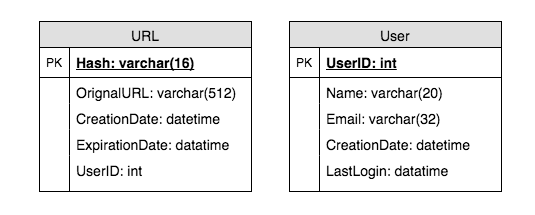 URL
PK Hash: varchar(16)
OrignalURL: varchar(512)
CreationDate: datetime
ExpirationDate: datatime
UserID: int
User
PK UserID: int
Name: varchar(20)
Email: varchar(32)
CreationDate: datetime
LastLogin: datatime